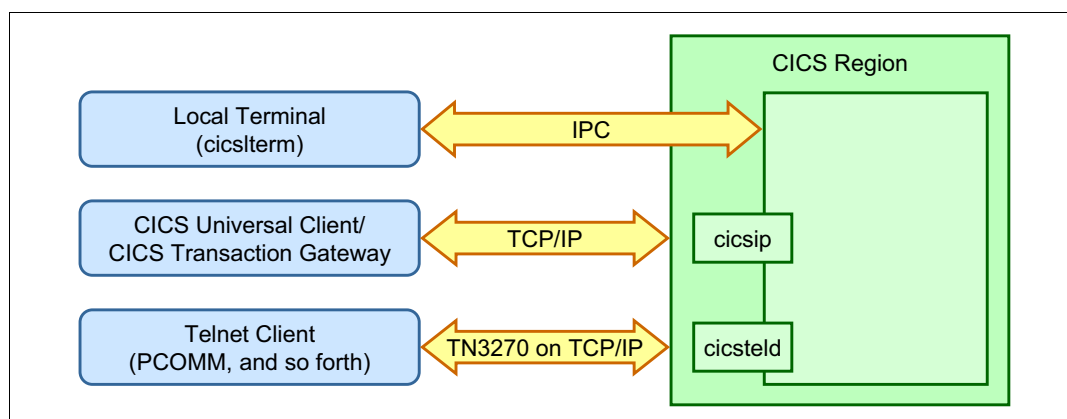 CICS Region
Local Terminal
(cicslterm)
IPC
CICS Universal Client/
CICS Transaction Gateway
TCP/IP
cicsip
Telnet Client
(PCOMM, and so forth)
TN3270 on TCP/IP
cicsteld